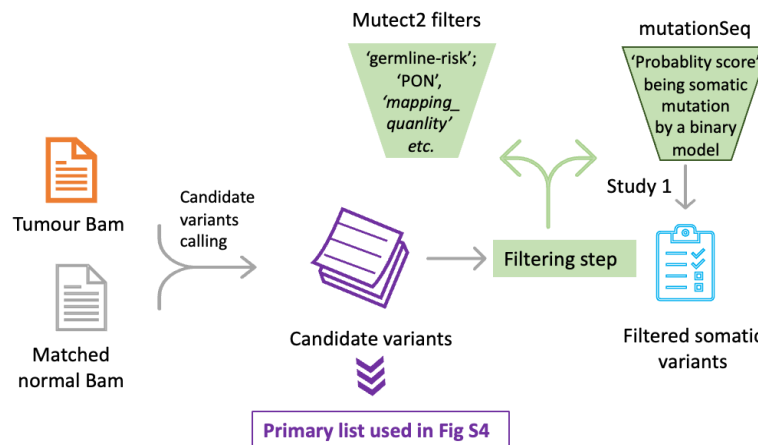 Mutect2 filters
‘germline-risk’;
‘PON’,
‘mapping_
quanlity’
etc.
mutationSeq
‘Probablity score’
being somatic
mutation
by a binary
model
Study 1
Tumour Bam
Candidate
variants
calling
Matched
normal Bam
Candidate variants
Filtering step
Filtered somatic
variants
Primary list used in Fig S4